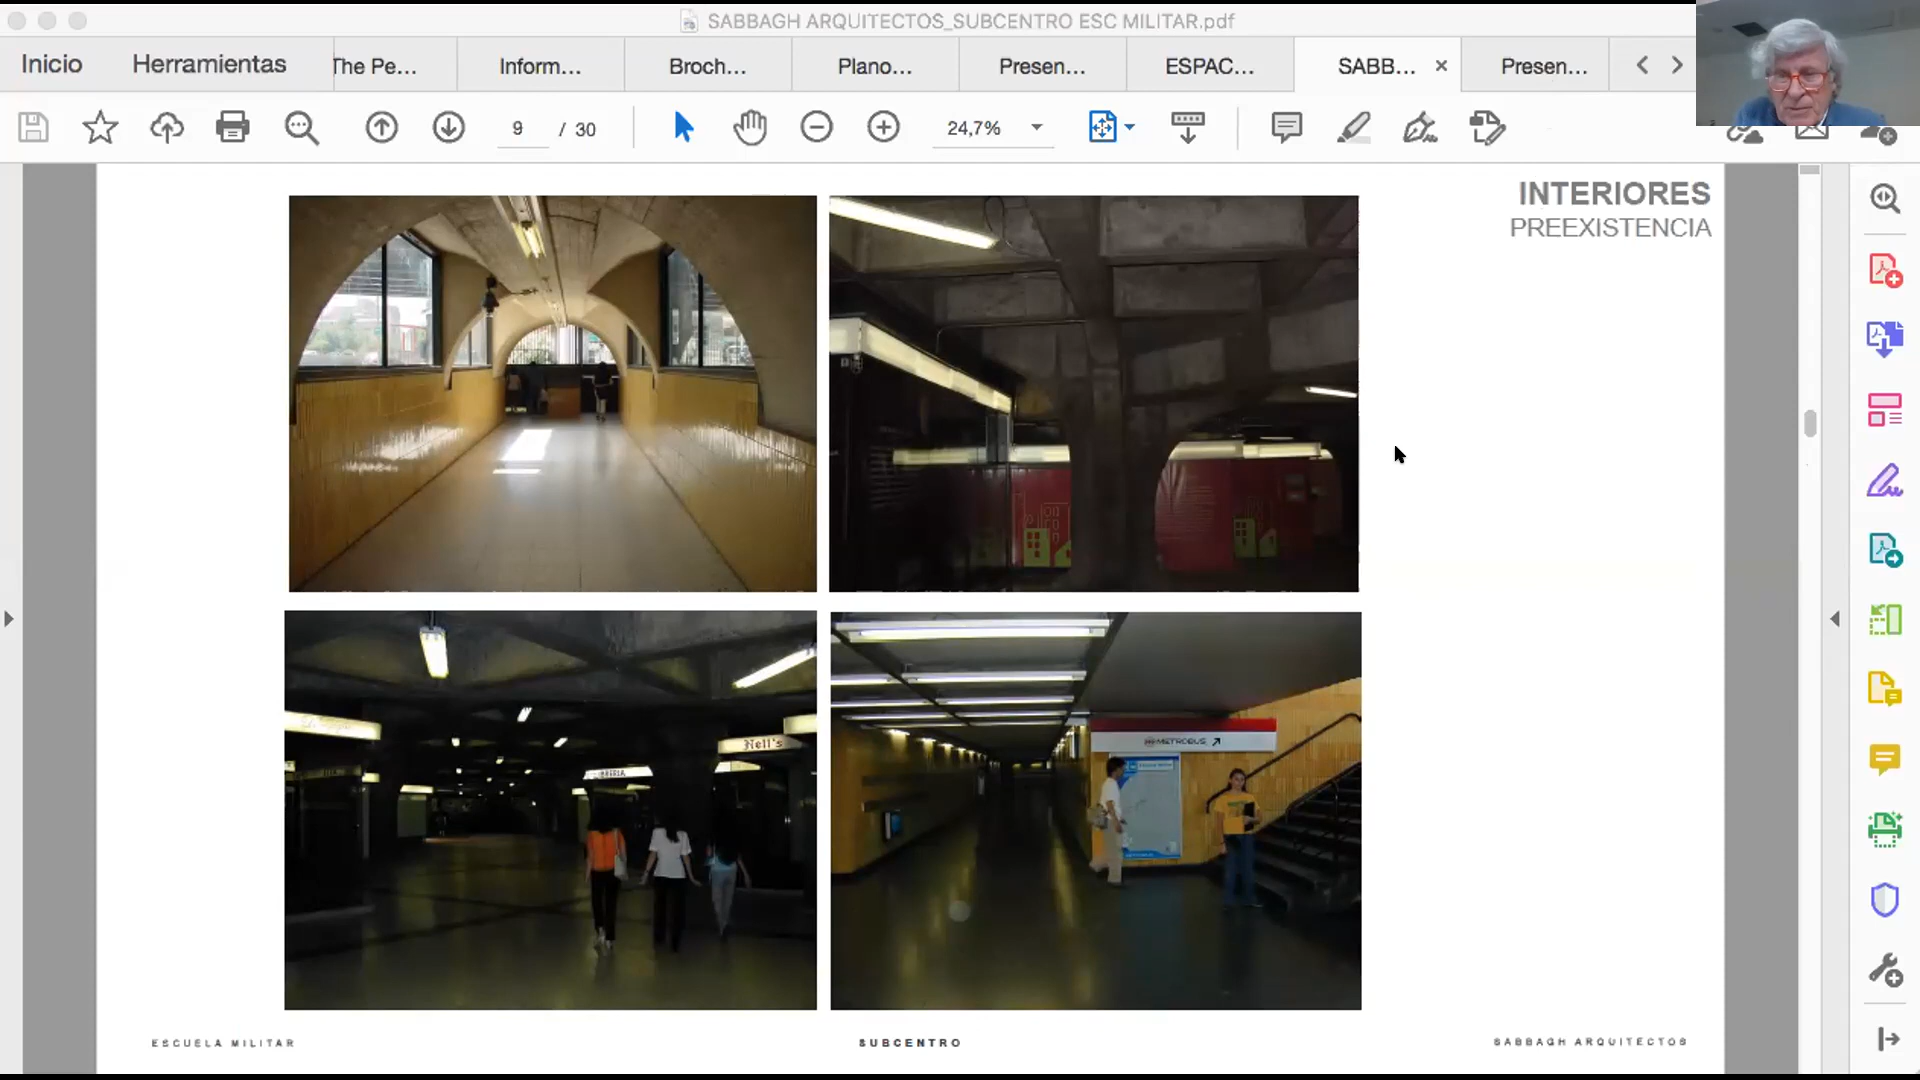 SABBAGH ARQUITECTOS_SUBCENTRO ESC MILITAR.pdf
Inicio
Herramientas
The Pe...
Inform...
Broch...
Plano...
Presen...
ESPAC...
SABB...
Presen...
9 / 30
24,7%
INTERIORES
PREEXISTENCIA
Nell's
METROBUS
ESCUELA MILITAR
SUBCENTRO
SABBAGH ARQUITECTOS